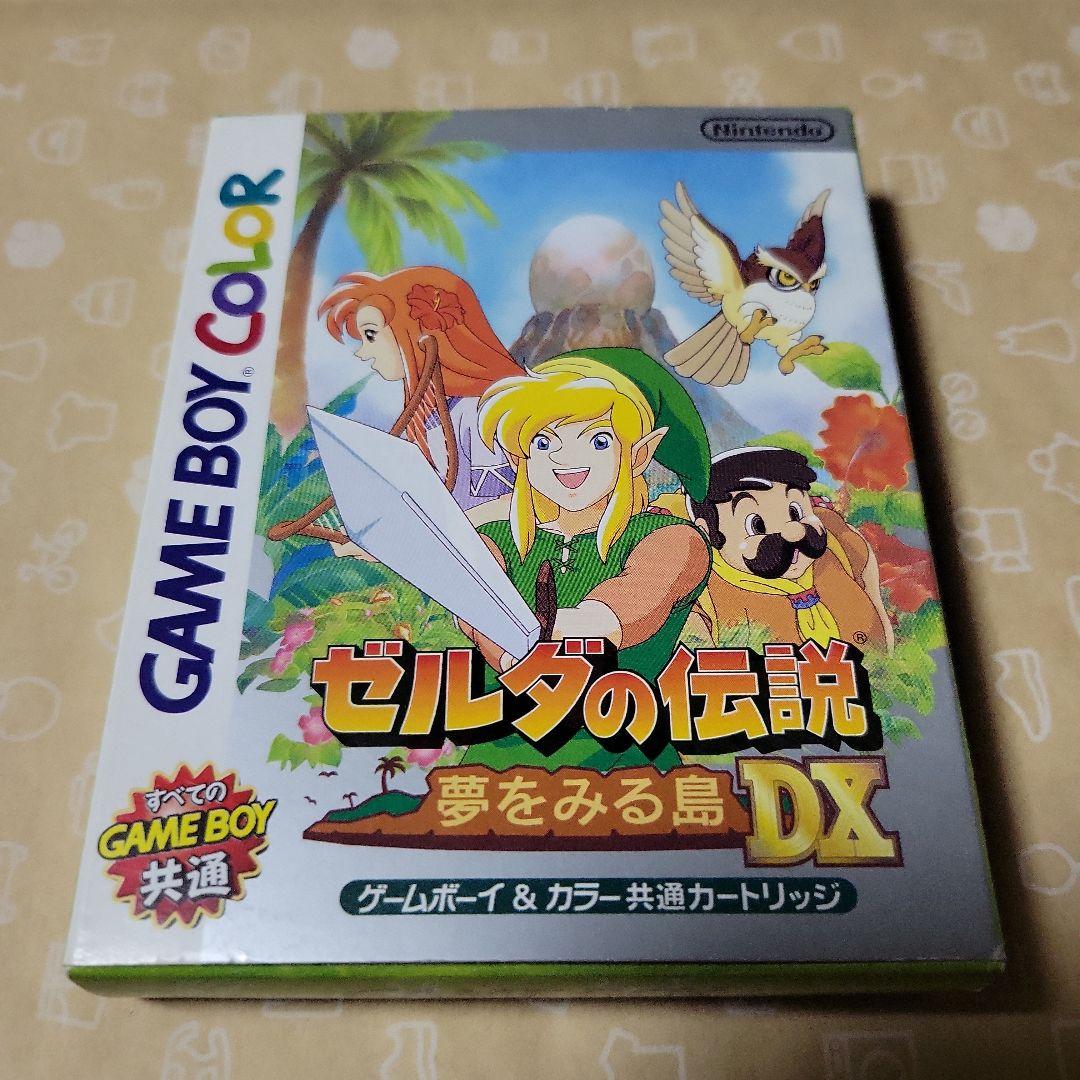 Nintendo
GAME BOY® COLOR
ゼルダの伝説®
夢をみる島 DX
すべての
GAME BOY
共通
ゲームボーイ & カラー共通カートリッジ